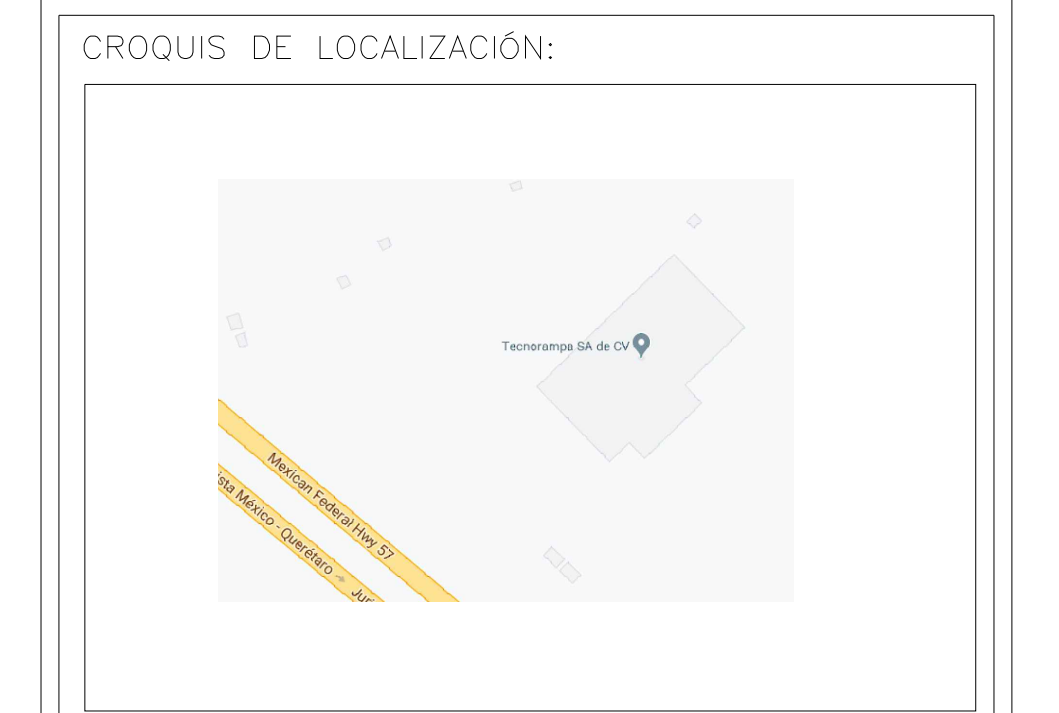 CROQUIS DE LOCALIZACIÓN:
Tecnorampa SA de CV
Mexican Federal Hwy 57
México - Querétaro